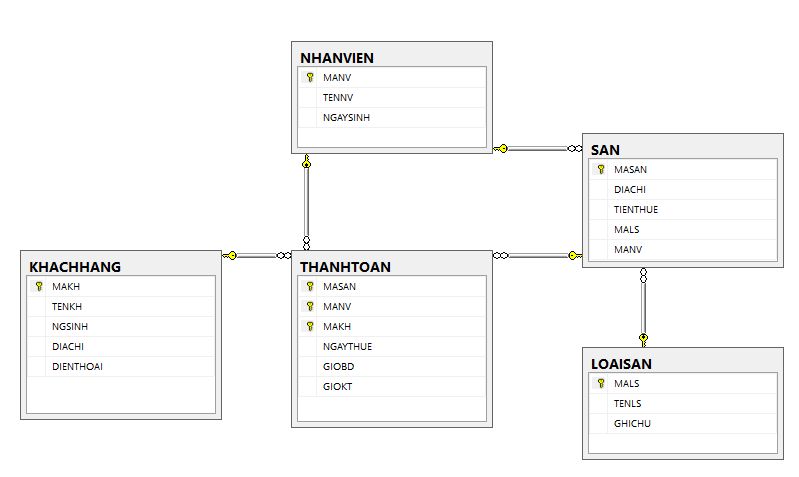 NHANVIEN
MANV
TENNV
NGAYSINH
SAN
MASAN
DIACHI
TIENTHUE
MALS
MANV
KHACHHANG
MAKH
TENKH
NGSINH
DIACHI
DIENTHOAI
THANHTOAN
MASAN
MANV
MAKH
NGAYTHUE
GIOBD
GIOKT
LOAISAN
MALS
TENLS
GHICHU